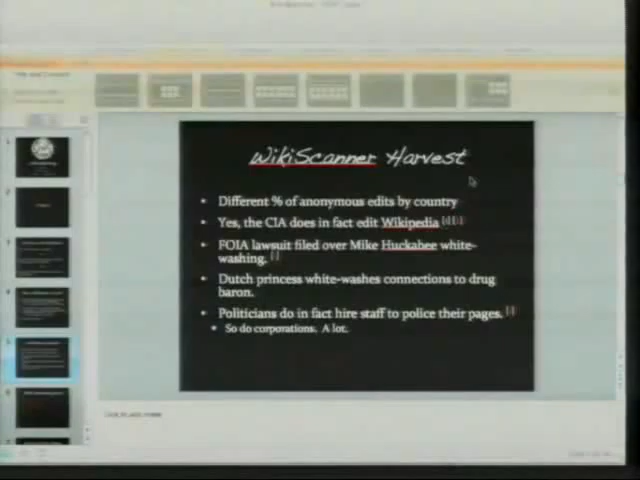 WikiScanner Harvest
• Different % of anonymous edits by country
• Yes, the CIA does in fact edit Wikipedia
• FOIA lawsuit filed over Mike Huckabee white-
washing.
• Dutch princess white-washes connections to drug
baron.
• Politicians do in fact hire staff to police their pages.
• So do corporations. A lot.